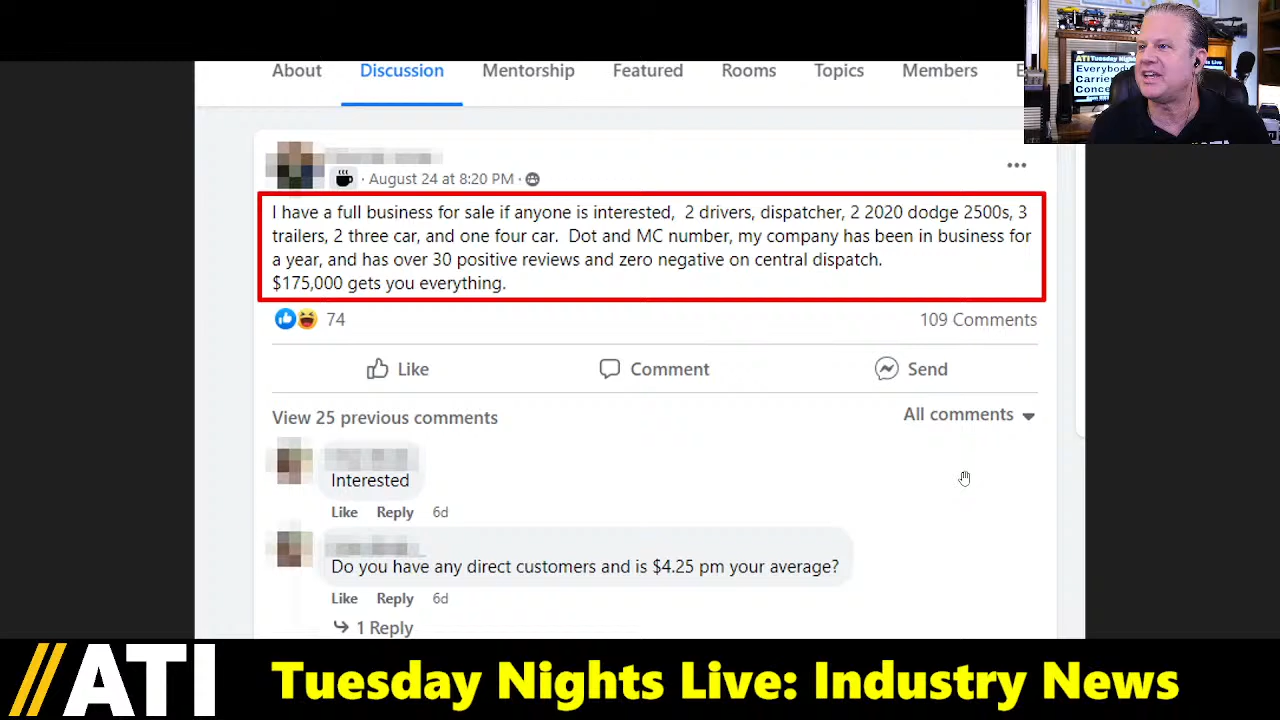 About Discussion Mentorship Featured Rooms Topics Members E
August 24 at 8:20 PM ·
I have a full business for sale if anyone is interested, 2 drivers, dispatcher, 2 2020 dodge 2500s, 3
trailers, 2 three car, and one four car. Dot and MC number, my company has been in business for
a year, and has over 30 positive reviews and zero negative on central dispatch.
$175,000 gets you everything.
74 109 Comments
Like Comment Send
View 25 previous comments All comments
Interested
Like Reply 6d
Do you have any direct customers and is $4.25 pm your average?
Like Reply 6d
1 Reply
//ATI Tuesday Nights Live: Industry News